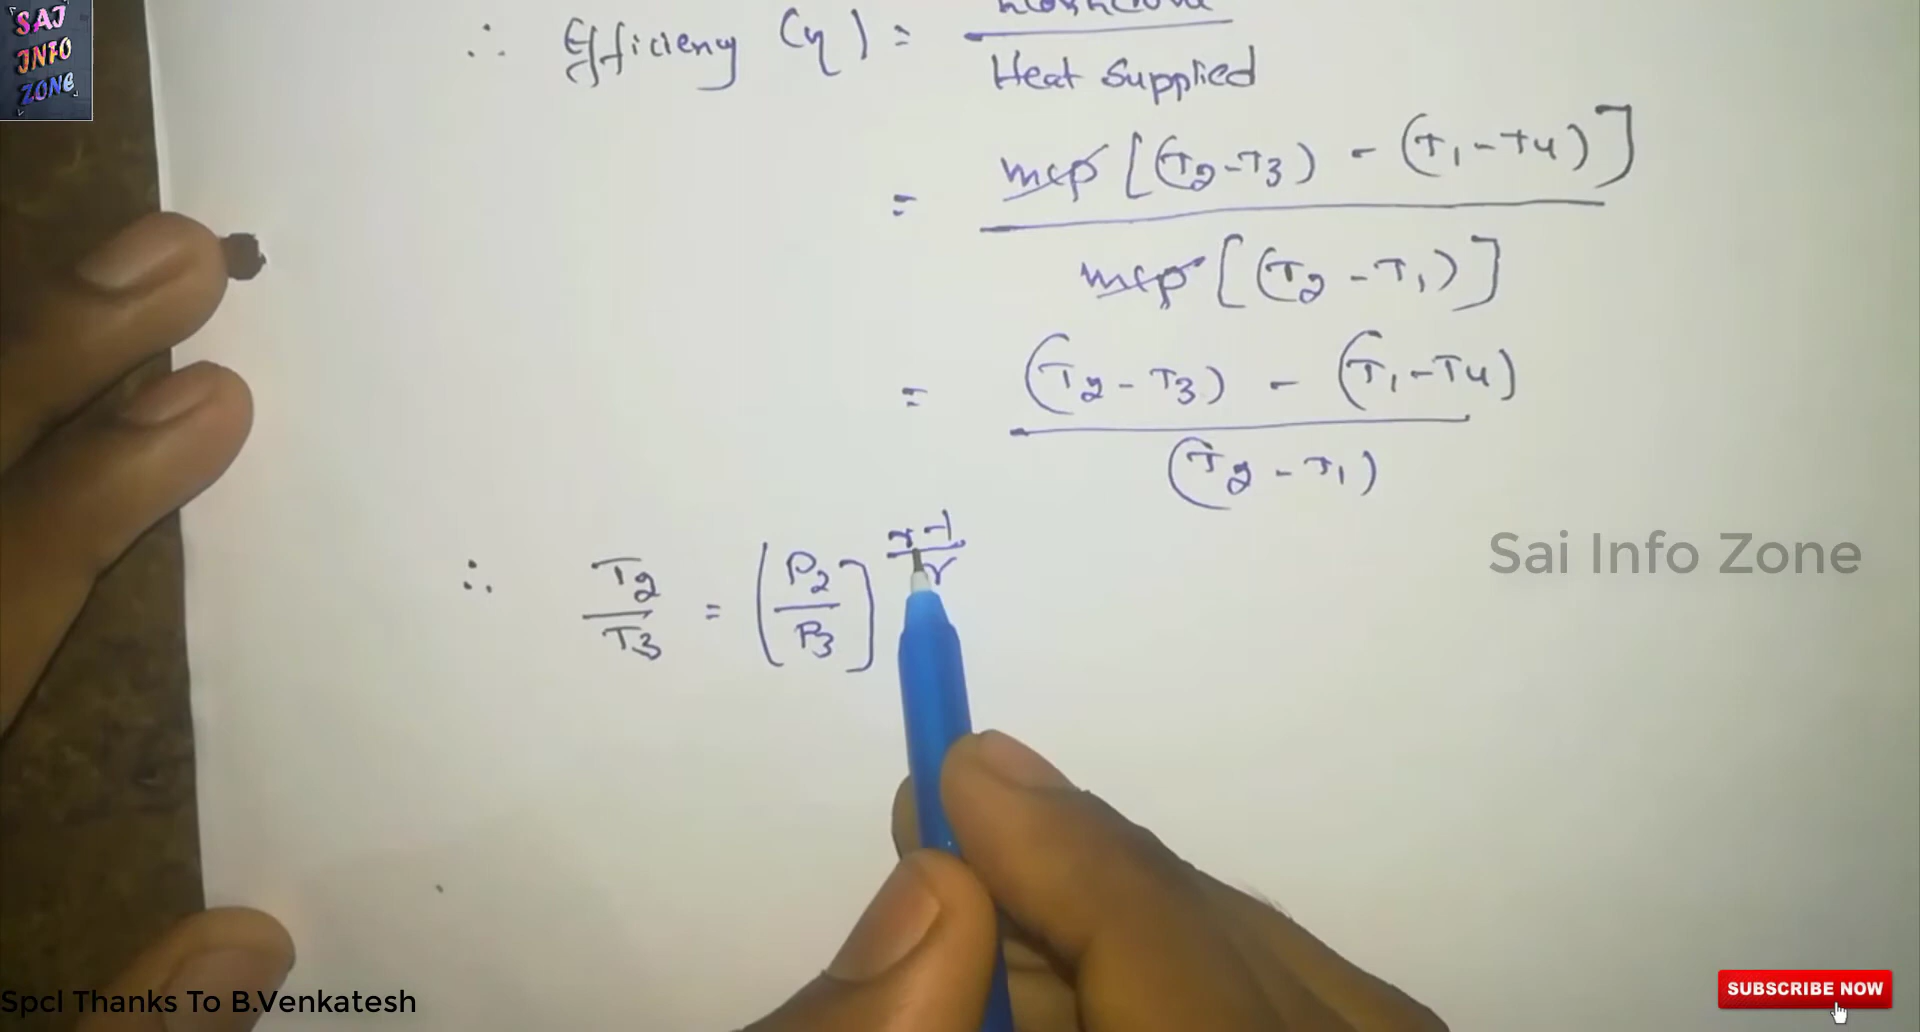 SAI
INFO
ZONE
∴ Efficiency (η) = 
Heat Supplied
= mcp [(T2-T3) - (T1-T4)]
mcp [(T2-T1)]
= (T2-T3) - (T1-T4)
(T2-T1)
∴ T2/T3 = [P2/P3] γ-1/γ
Sai Info Zone
Spcl Thanks To B.Venkatesh
SUBSCRIBE NOW